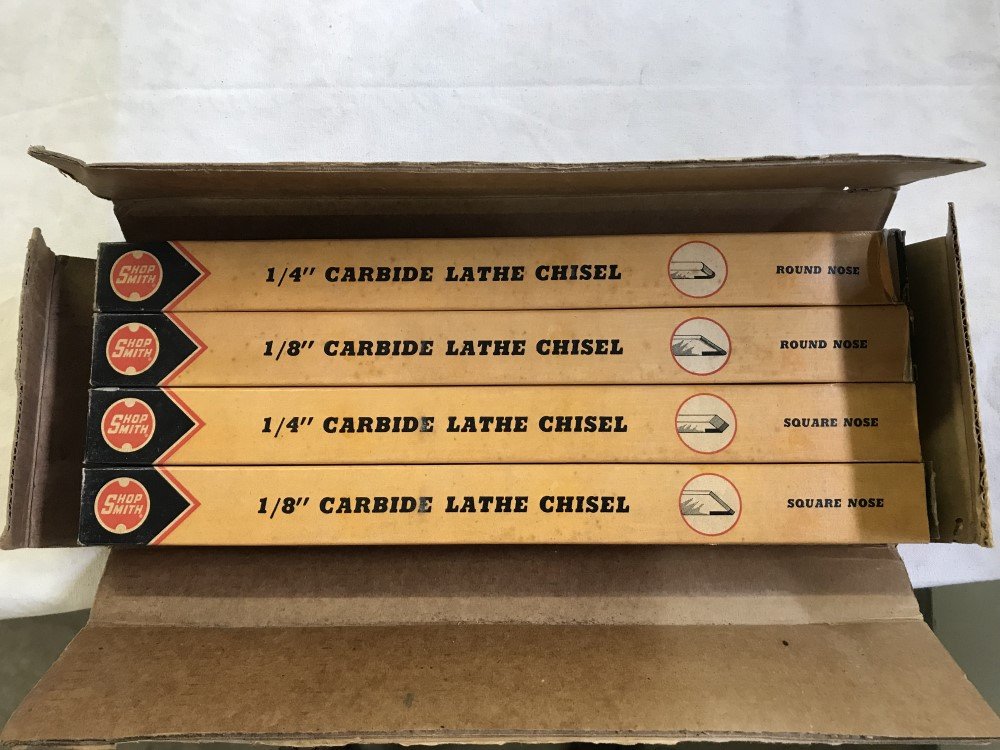 SHOP SMITH 1/4" CARBIDE LATHE CHISEL ROUND NOSE
SHOP SMITH 1/8" CARBIDE LATHE CHISEL ROUND NOSE
SHOP SMITH 1/4" CARBIDE LATHE CHISEL SQUARE NOSE
SHOP SMITH 1/8" CARBIDE LATHE CHISEL SQUARE NOSE